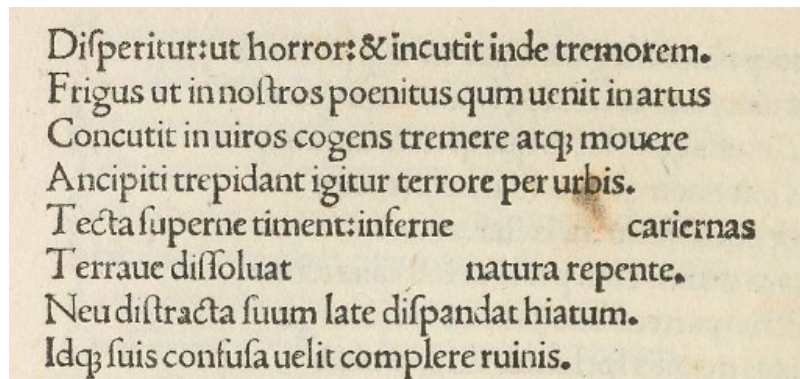 Diſperitur:ut horror:& incutit inde tremorem.
Frigus ut in noſtros poenitus qum uenit in artus
Concutit in uiros cogens tremere atq; mouere
Ancipiti trepidant igitur terrore per urbis.
Tecta ſuperne timent:inferne cariernas
Terraue diſſoluat natura repente.
Neu diſtracta ſuum late diſpandat hiatum.
Idq; ſuis confuſa uelit complere ruinis.